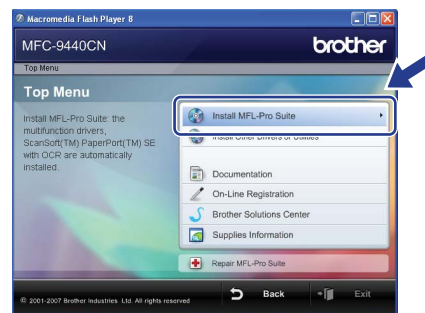 Macromedia Flash Player 8
MFC-9440CN
brother
Top Menu
Top Menu
Install MFL-Pro Suite: the
multifunction drivers,
ScanSoft(TM) PaperPort(TM) SE
with OCR are automatically
installed.
Install MFL-Pro Suite
Install Other Drivers or Utilities
Documentation
On-Line Registration
Brother Solutions Center
Supplies Information
Repair MFL-Pro Suite
© 2001-2007 Brother Industries Ltd. All rights reserved
Back
Exit